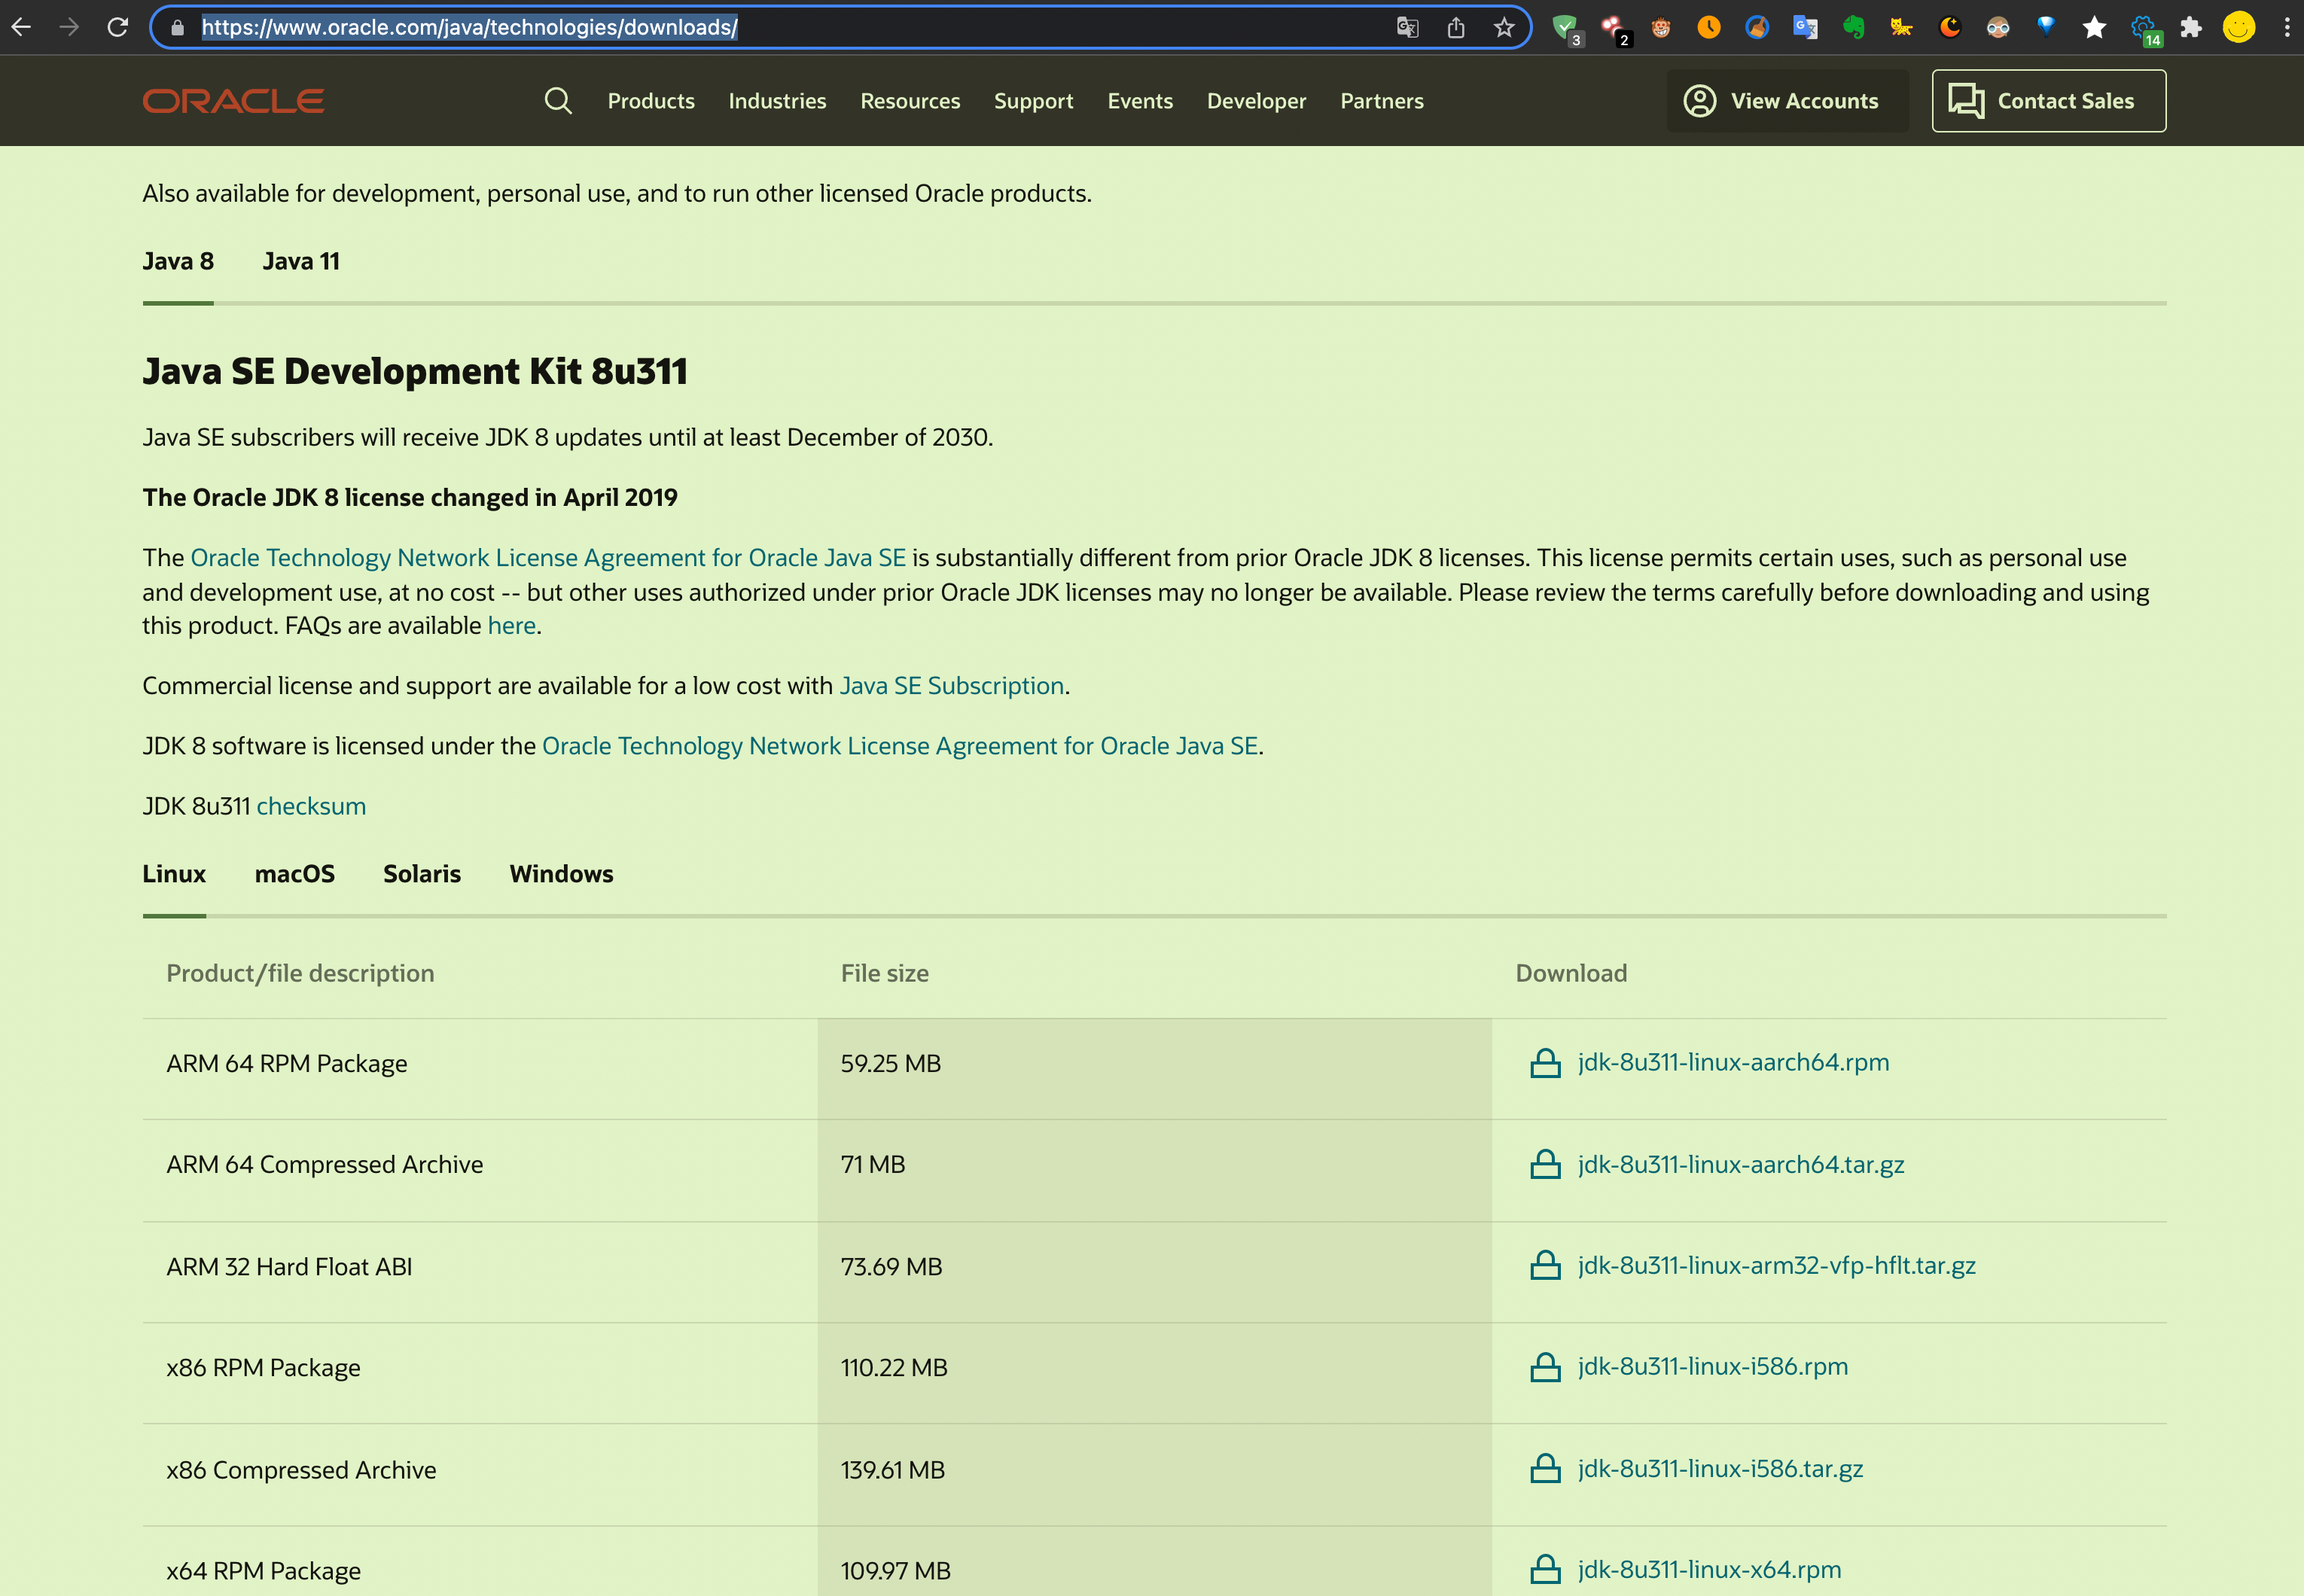 https://www.oracle.com/java/technologies/downloads/
3
2
14
ORACLE
Products
Industries
Resources
Support
Events
Developer
Partners
View Accounts
Contact Sales
Also available for development, personal use, and to run other licensed Oracle products.
Java 8
Java 11
Java SE Development Kit 8u311
Java SE subscribers will receive JDK 8 updates until at least December of 2030.
The Oracle JDK 8 license changed in April 2019
The Oracle Technology Network License Agreement for Oracle Java SE is substantially different from prior Oracle JDK 8 licenses. This license permits certain uses, such as personal use
and development use, at no cost -- but other uses authorized under prior Oracle JDK licenses may no longer be available. Please review the terms carefully before downloading and using
this product. FAQs are available here.
Commercial license and support are available for a low cost with Java SE Subscription.
JDK 8 software is licensed under the Oracle Technology Network License Agreement for Oracle Java SE.
JDK 8u311 checksum
Linux
macOS
Solaris
Windows
Product/file description
File size
Download
ARM 64 RPM Package
59.25 MB
jdk-8u311-linux-aarch64.rpm
ARM 64 Compressed Archive
71 MB
jdk-8u311-linux-aarch64.tar.gz
ARM 32 Hard Float ABI
73.69 MB
jdk-8u311-linux-arm32-vfp-hflt.tar.gz
x86 RPM Package
110.22 MB
jdk-8u311-linux-i586.rpm
x86 Compressed Archive
139.61 MB
jdk-8u311-linux-i586.tar.gz
x64 RPM Package
109.97 MB
jdk-8u311-linux-x64.rpm